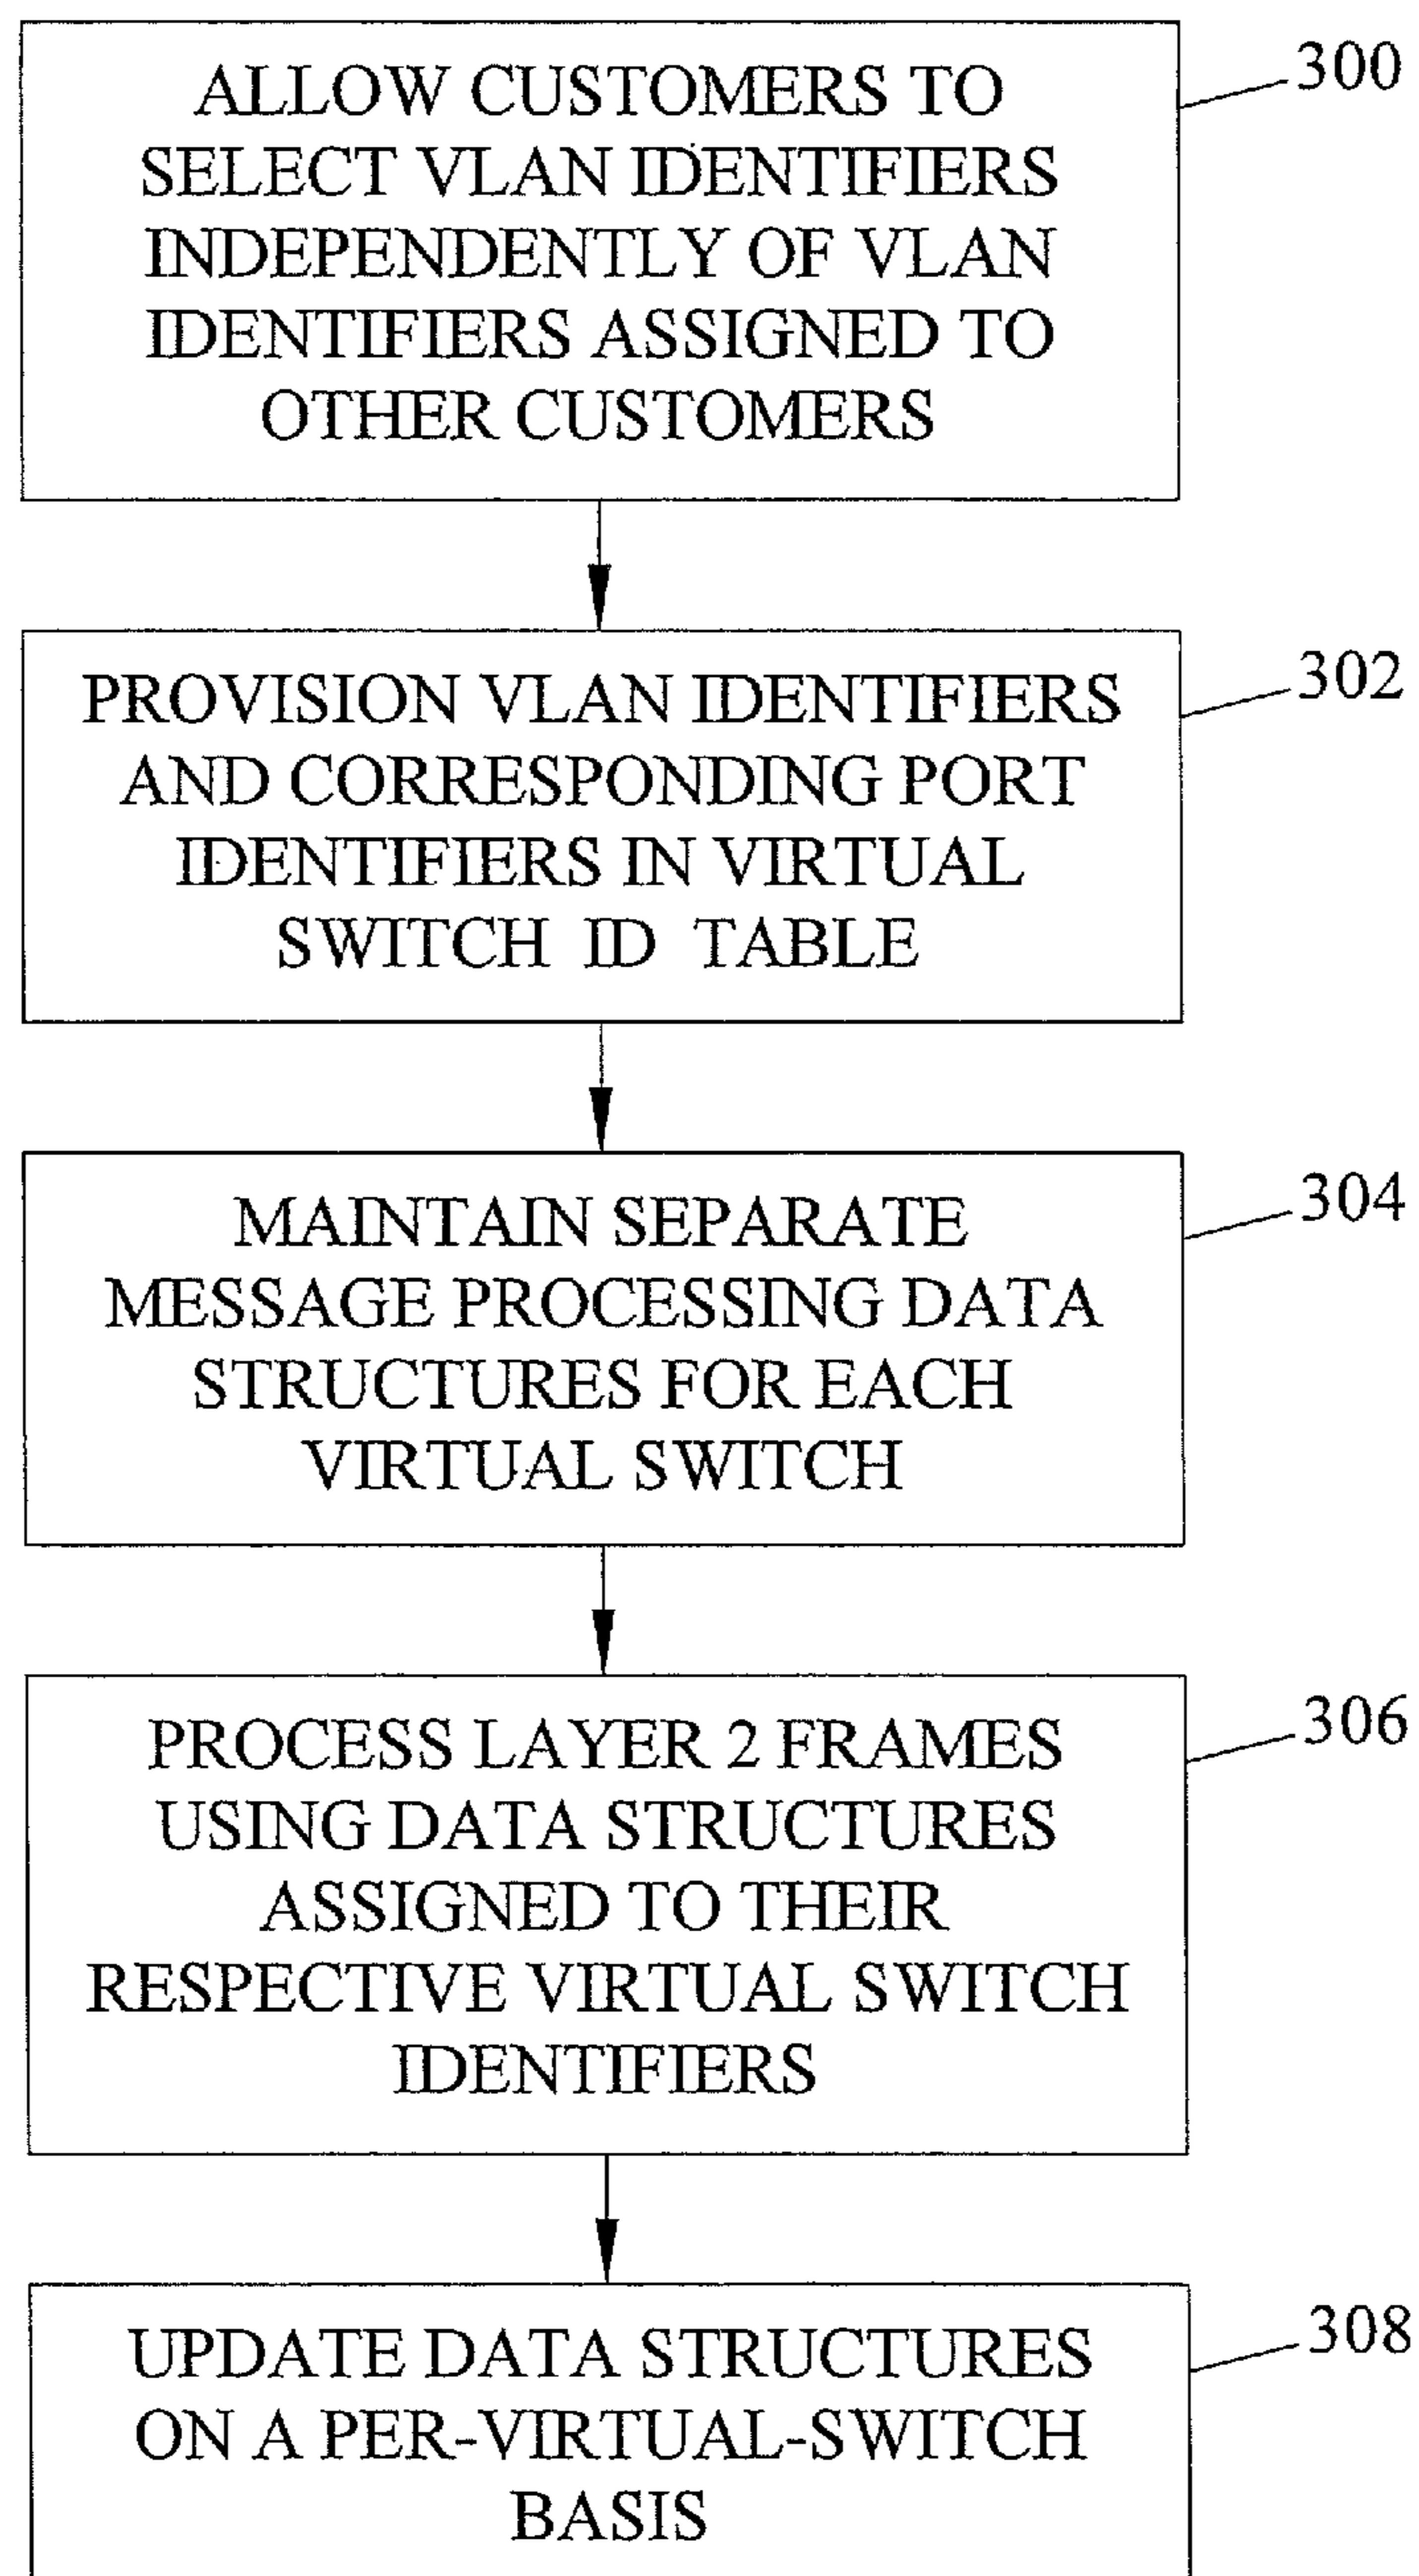 ALLOW CUSTOMERS TO
SELECT VLAN IDENTIFIERS
INDEPENDENTLY OF VLAN
IDENTIFIERS ASSIGNED TO
OTHER CUSTOMERS
300
PROVISION VLAN IDENTIFIERS
AND CORRESPONDING PORT
IDENTIFIERS IN VIRTUAL
SWITCH ID TABLE
302
MAINTAIN SEPARATE
MESSAGE PROCESSING DATA
STRUCTURES FOR EACH
VIRTUAL SWITCH
304
PROCESS LAYER 2 FRAMES
USING DATA STRUCTURES
ASSIGNED TO THEIR
RESPECTIVE VIRTUAL SWITCH
IDENTIFIERS
306
UPDATE DATA STRUCTURES
ON A PER-VIRTUAL-SWITCH
BASIS
308